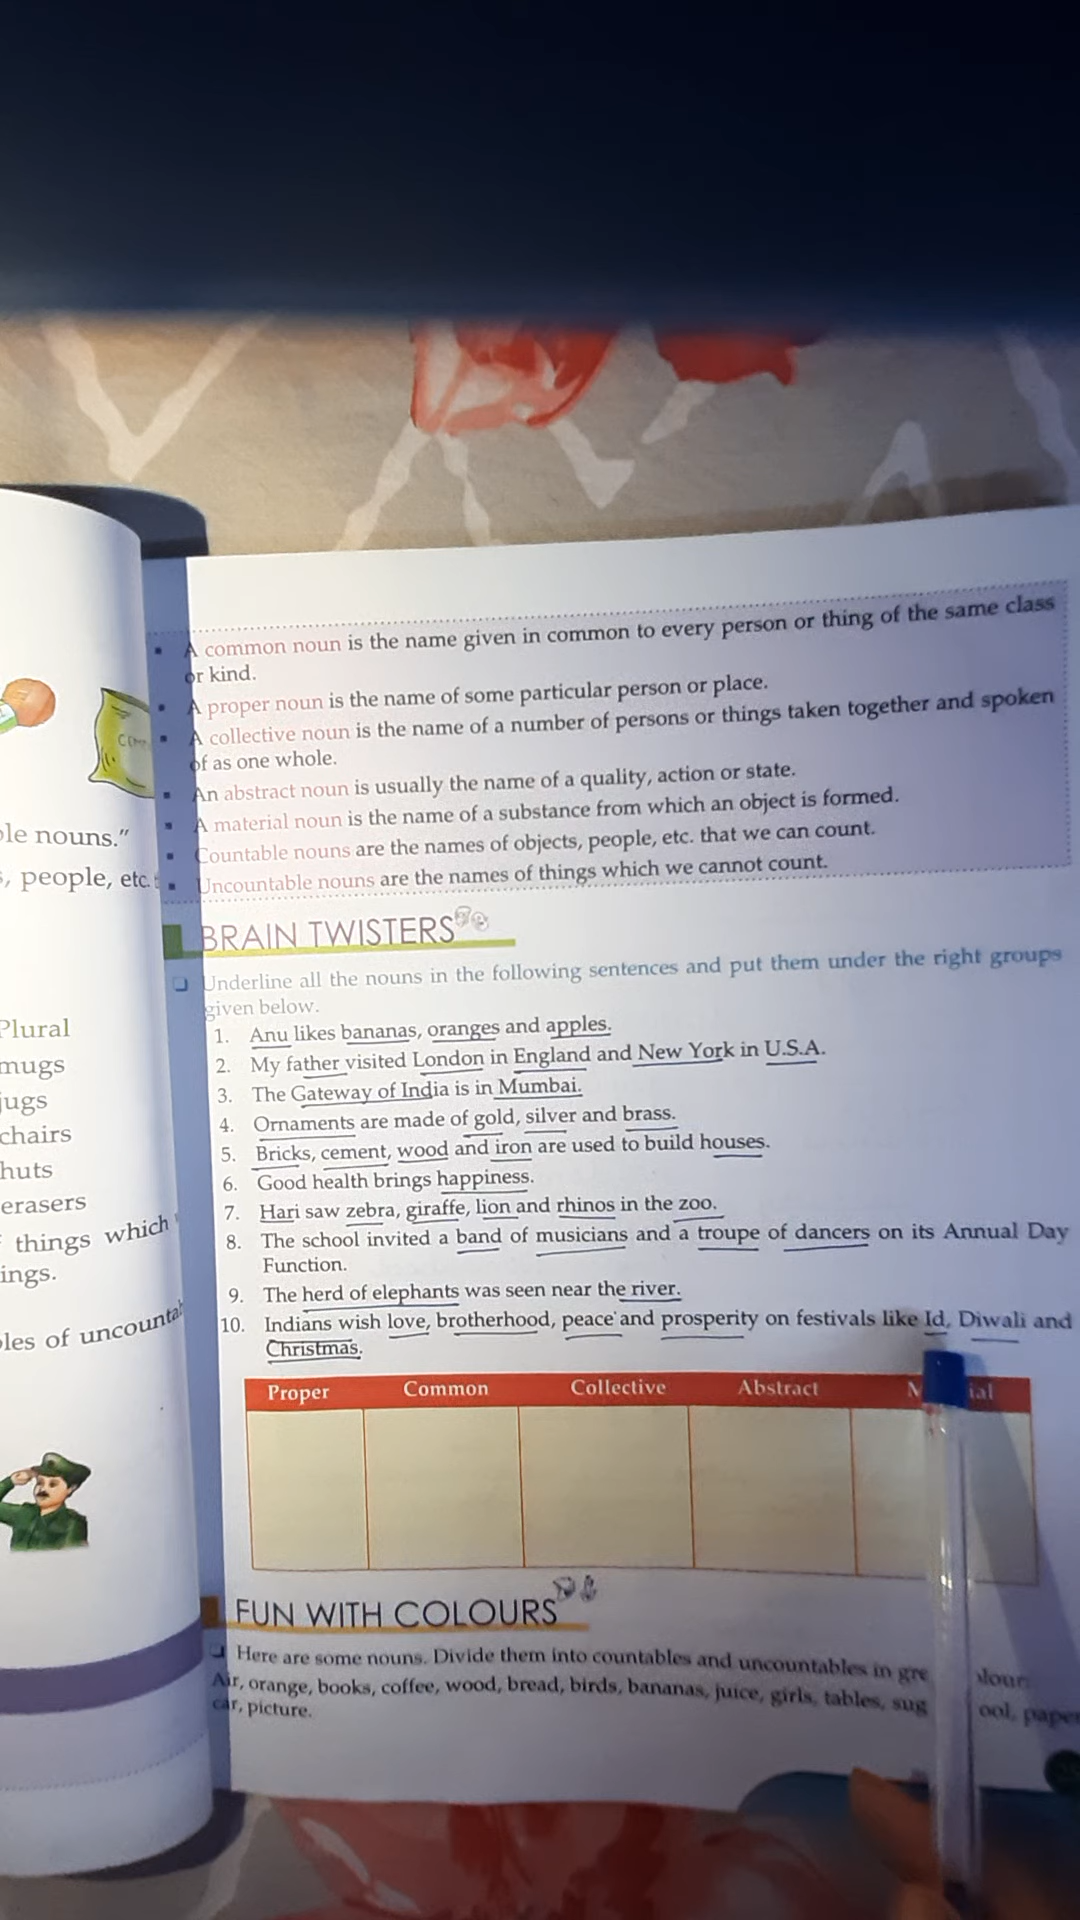 ole nouns."
, people, etc.
Plural
mugs
jugs
chairs
huts
erasers
things which
ings.
les of uncounta
A common noun is the name given in common to every person or thing of the same class
or kind.
A proper noun is the name of some particular person or place.
A collective noun is the name of a number of persons or things taken together and spoken
of as one whole.
An abstract noun is usually the name of a quality, action or state.
A material noun is the name of a substance from which an object is formed.
Countable nouns are the names of objects, people, etc. that we can count.
Uncountable nouns are the names of things which we cannot count.
BRAIN TWISTERS
Underline all the nouns in the following sentences and put them under the right groups
given below.
1. Anu likes bananas, oranges and apples.
2. My father visited London in England and New York in U.S.A.
3. The Gateway of India is in Mumbai.
4. Ornaments are made of gold, silver and brass.
5. Bricks, cement, wood and iron are used to build houses.
6. Good health brings happiness.
7. Hari saw zebra, giraffe, lion and rhinos in the zoo.
8. The school invited a band of musicians and a troupe of dancers on its Annual Day
Function.
9. The herd of elephants was seen near the river.
10. Indians wish love, brotherhood, peace and prosperity on festivals like Id, Diwali and
Christmas.
Proper Common Collective Abstract M ial
FUN WITH COLOURS
Here are some nouns. Divide them into countables and uncountables in gre lour
Air, orange, books, coffee, wood, bread, birds, bananas, juice, girls, tables, sug ool, paper
car, picture.